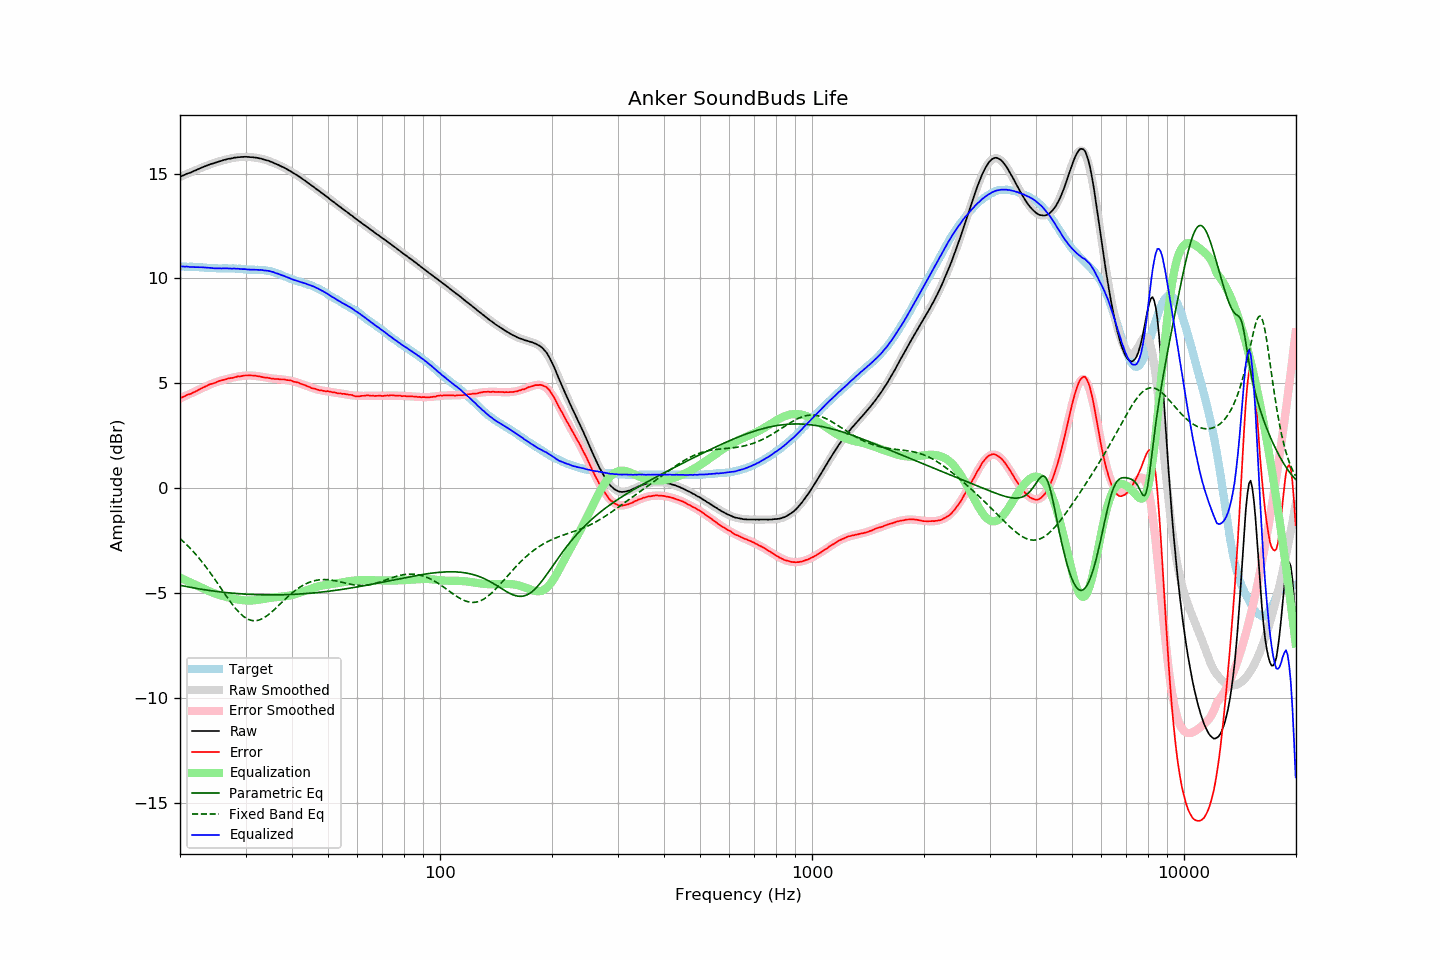 Anker SoundBuds Life
15
10
5
0
−5
−10
−15
Amplitude (dBr)
Target
Raw Smoothed
Error Smoothed
Raw
Error
Equalization
Parametric Eq
Fixed Band Eq
Equalized
100
1000
10000
Frequency (Hz)